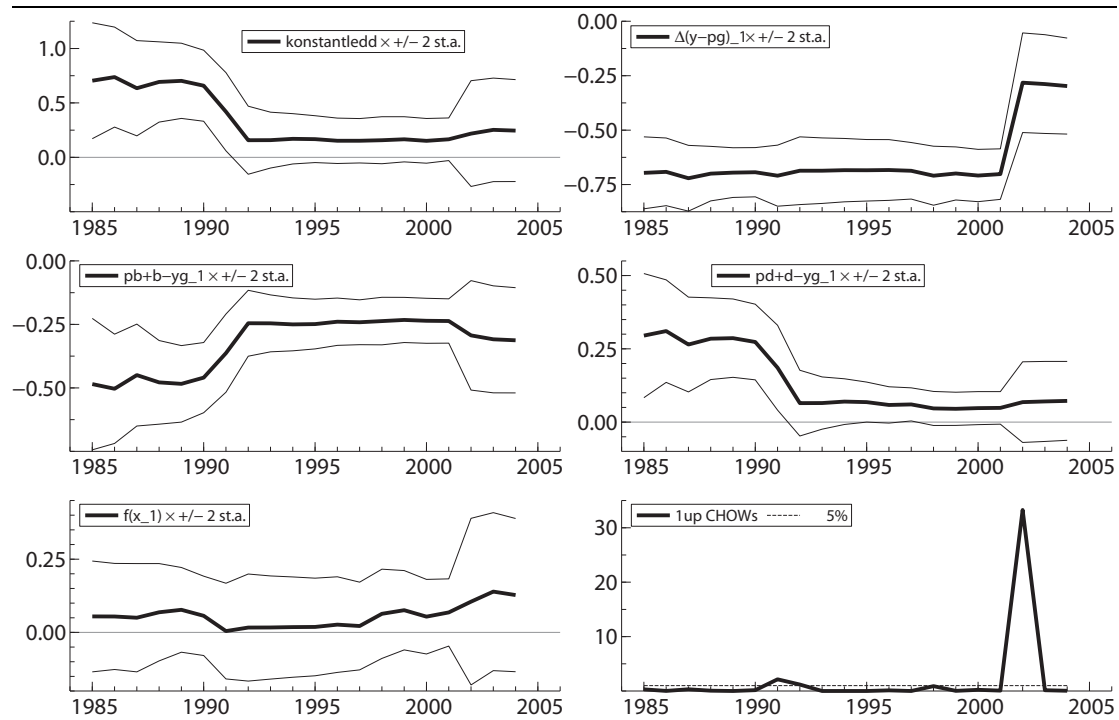 konstantledd × +/− 2 st.a.
1.0
0.5
0.0
1985 1990 1995 2000 2005
Δ(y−pg)_1× +/− 2 st.a.
0.00
−0.25
−0.50
−0.75
1985 1990 1995 2000 2005
pb+b−yg_1 × +/− 2 st.a.
0.00
−0.25
−0.50
1985 1990 1995 2000 2005
pd+d−yg_1 × +/− 2 st.a.
0.50
0.25
0.00
1985 1990 1995 2000 2005
f(x_1) × +/− 2 st.a.
0.25
0.00
1985 1990 1995 2000 2005
1up CHOWs 5%
30
20
10
1985 1990 1995 2000 2005